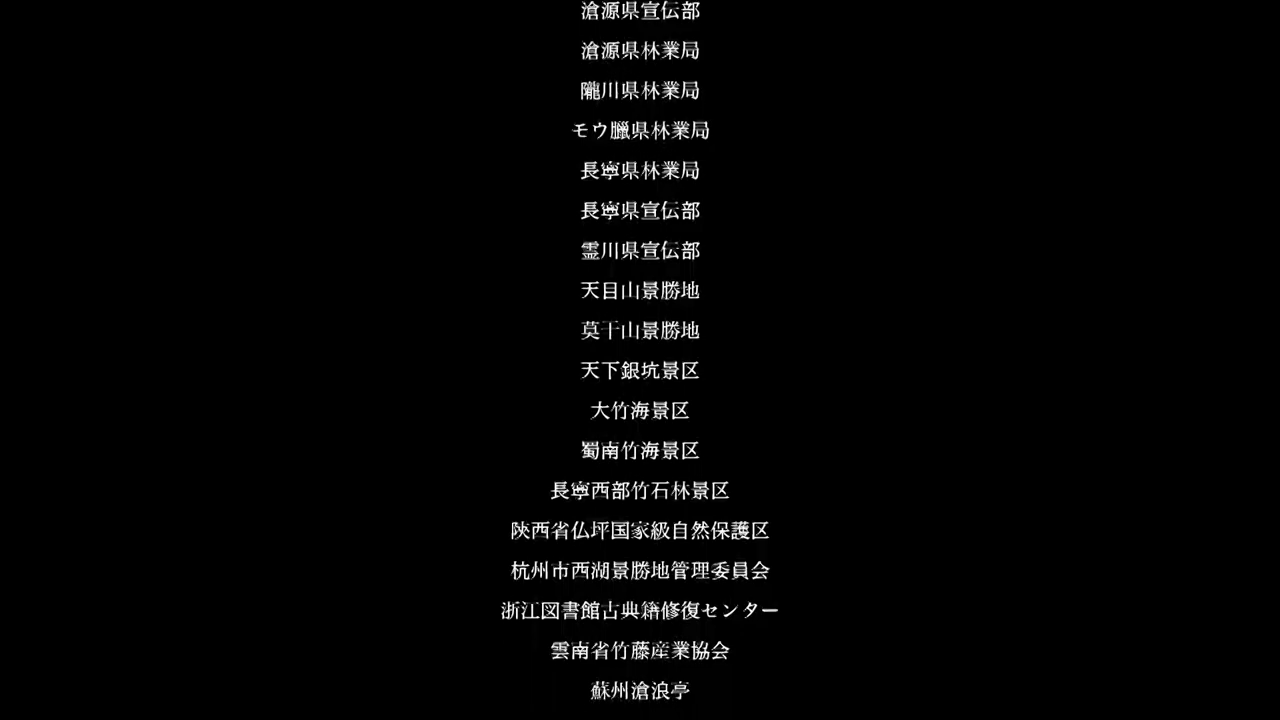 滄源県宣伝部
滄源県林業局
隴川県林業局
モウ臘県林業局
長寧県林業局
長寧県宣伝部
霊川県宣伝部
天目山景勝地
莫干山景勝地
天下銀坑景区
大竹海景区
蜀南竹海景区
長寧西部竹石林景区
陝西省仏坪国家級自然保護区
杭州市西湖景勝地管理委員会
浙江図書館古典籍修復センター
雲南省竹藤産業協会
蘇州滄浪亭